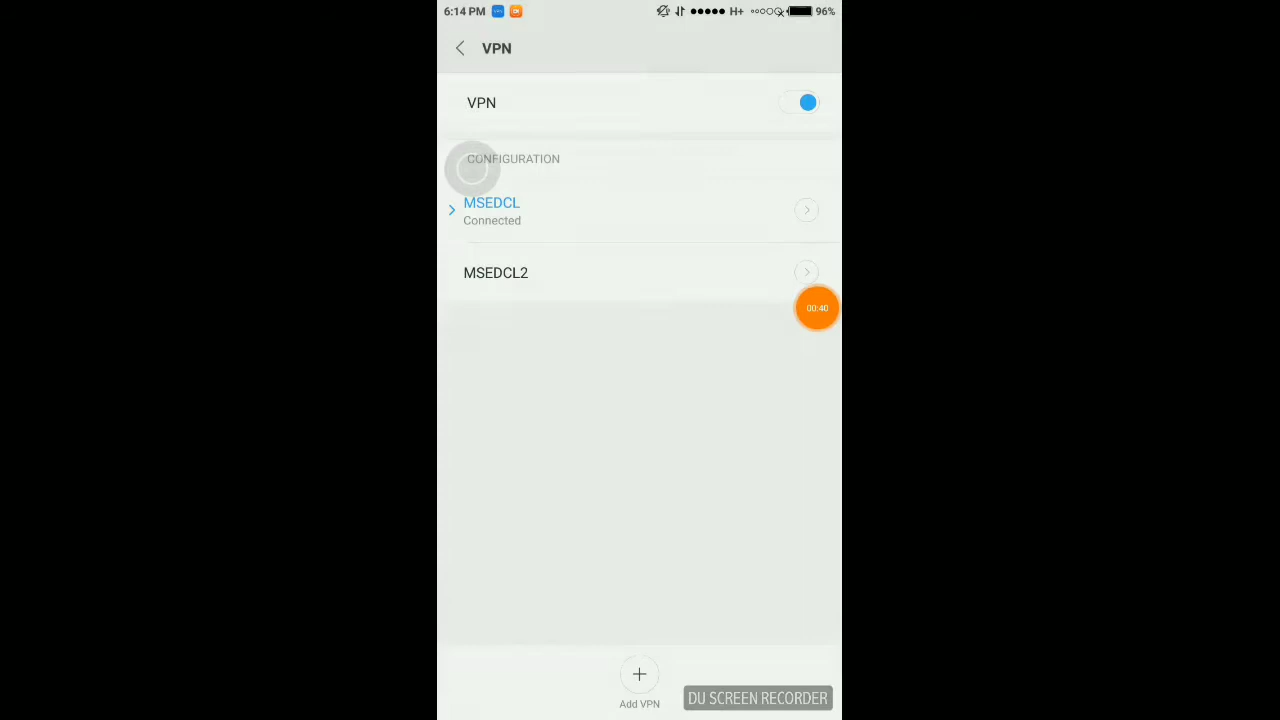 6:14 PM H+ 96%
VPN
VPN
CONFIGURATION
MSEDCL
Connected
MSEDCL2
00:40
Add VPN
DU SCREEN RECORDER